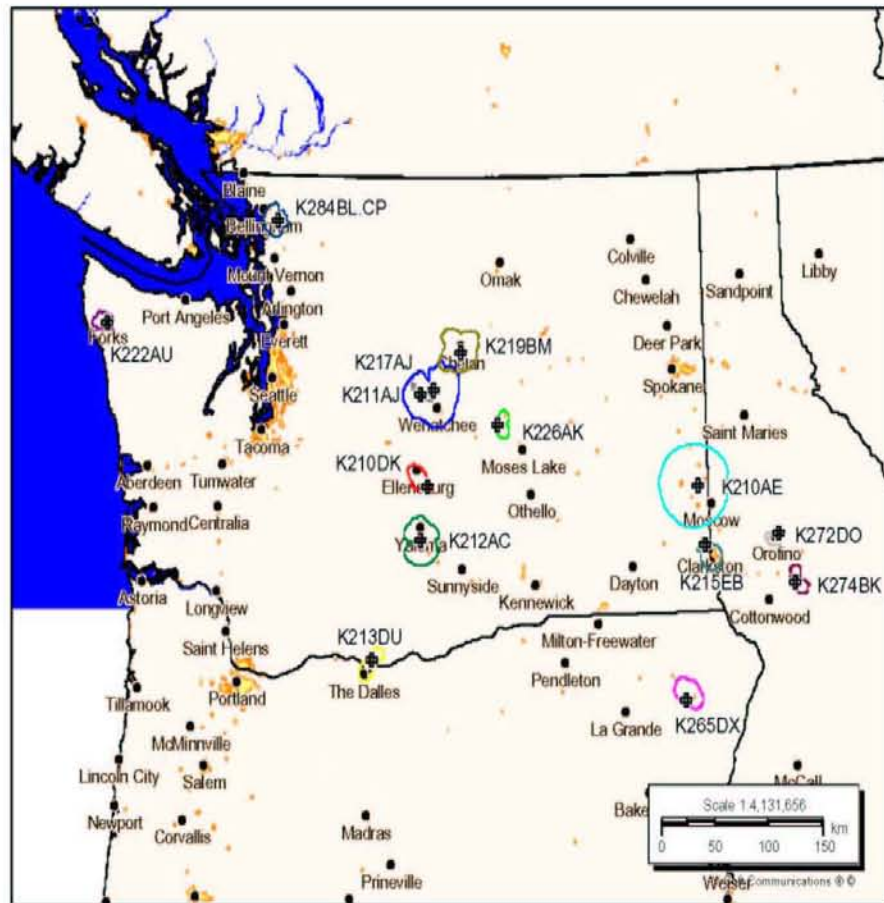 Blaine
K284BL.CP
Bellingham
Colville
Mount Vernon
Omak
Libby
Chewelah
Sandpoint
Arlington
Port Angeles
Forks
K222AU
Everett
K219BM
Deer Park
K217AJ
Chelan
Seattle
K211AJ
Spokane
Wenatchee
K226AK
Saint Maries
Tacoma
K210DK
Moses Lake
Aberdeen
Tumwater
Ellensburg
K210AE
Raymond
Centralia
Othello
Moscow
Yakima
K212AC
K272DO
Orofino
Clarkston
Sunnyside
Dayton
K215EB
K274BK
Astoria
Longview
Kennewick
Cottonwood
Saint Helens
K213DU
Milton-Freewater
Portland
The Dalles
Pendleton
Tillamook
K265DX
La Grande
McMinnville
Lincoln City
Salem
McCall
Newport
Corvallis
Madras
Bake
Scale 1:4,131,656
km
0 50 100 150
Prineville
Weiser
Communications ® ©